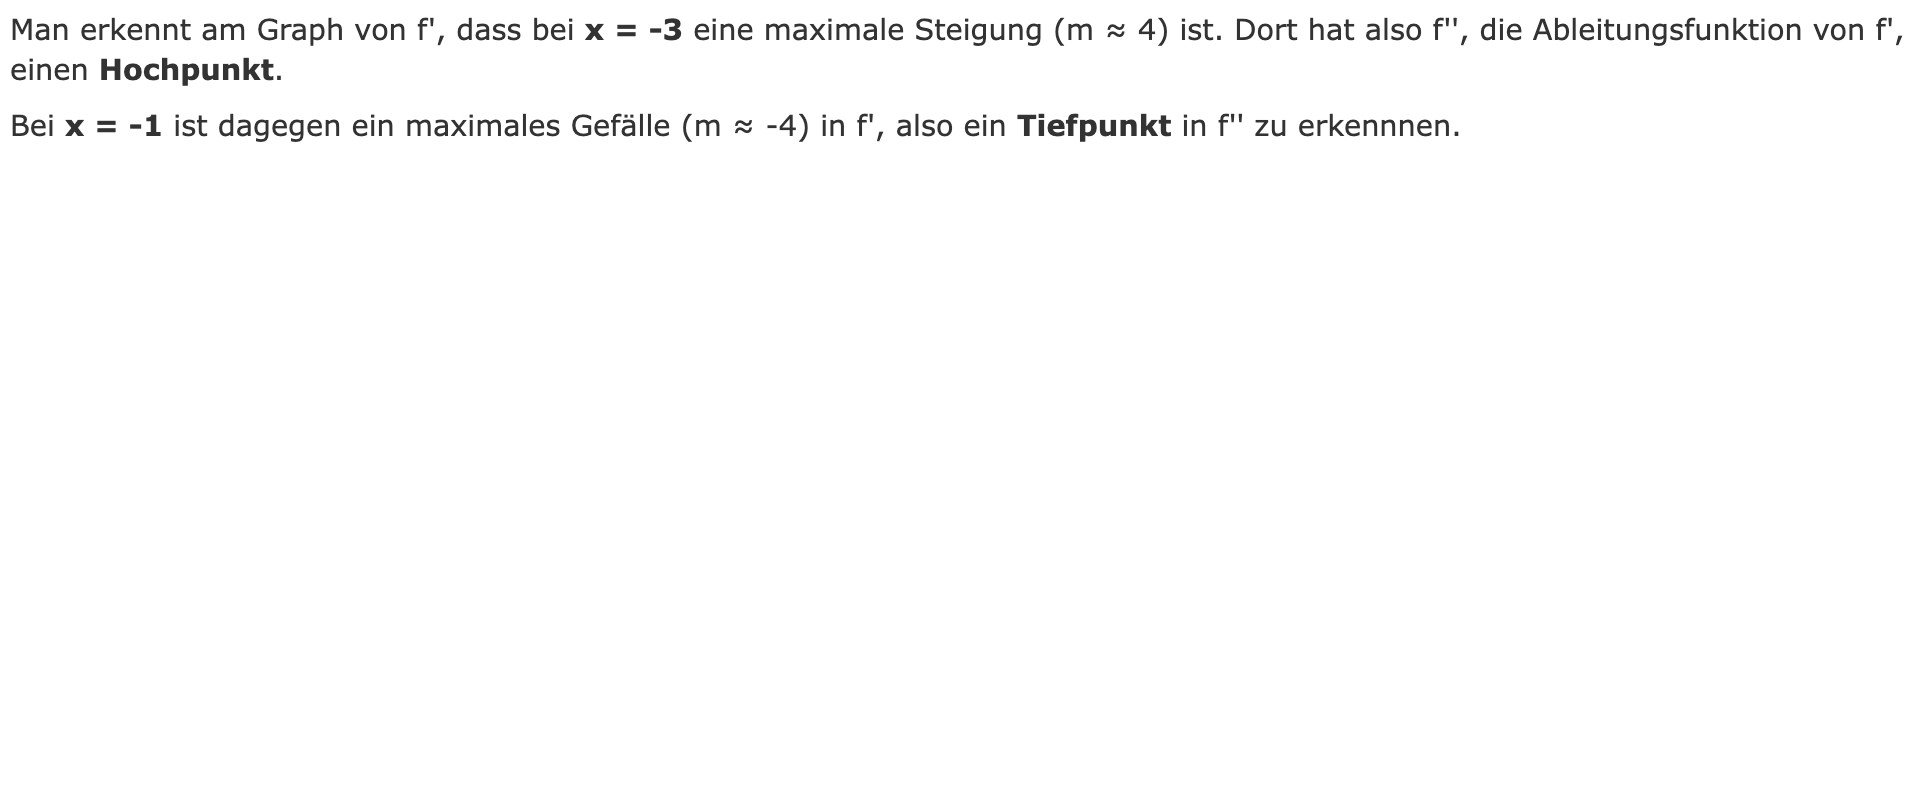 Man erkennt am Graph von f', dass bei x = -3 eine maximale Steigung (m ≈ 4) ist. Dort hat also f'', die Ableitungsfunktion von f',
einen Hochpunkt.
Bei x = -1 ist dagegen ein maximales Gefälle (m ≈ -4) in f', also ein Tiefpunkt in f'' zu erkennnen.